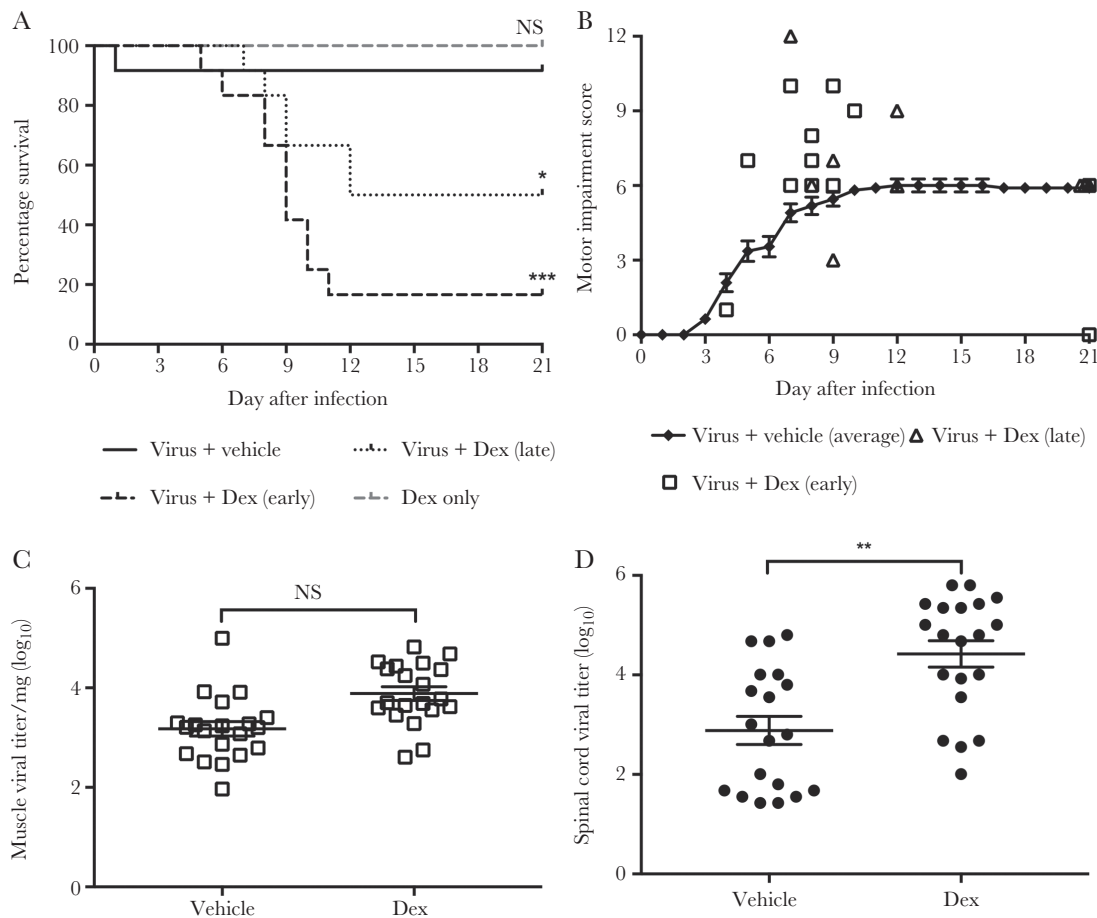 A
NS
100
80
60
40
20
0
*
***
0 3 6 9 12 15 18 21
Percentage survival
Day after infection
Virus + vehicle
Virus + Dex (late)
Virus + Dex (early)
Dex only
B
12
9
6
3
0
0 3 6 9 12 15 18 21
Motor impairment score
Day after infection
Virus + vehicle (average)
Virus + Dex (late)
Virus + Dex (early)
C
NS
6
4
2
0
Muscle viral titer/mg (log10)
Vehicle Dex
D
**
6
4
2
0
Spinal cord viral titer (log10)
Vehicle Dex